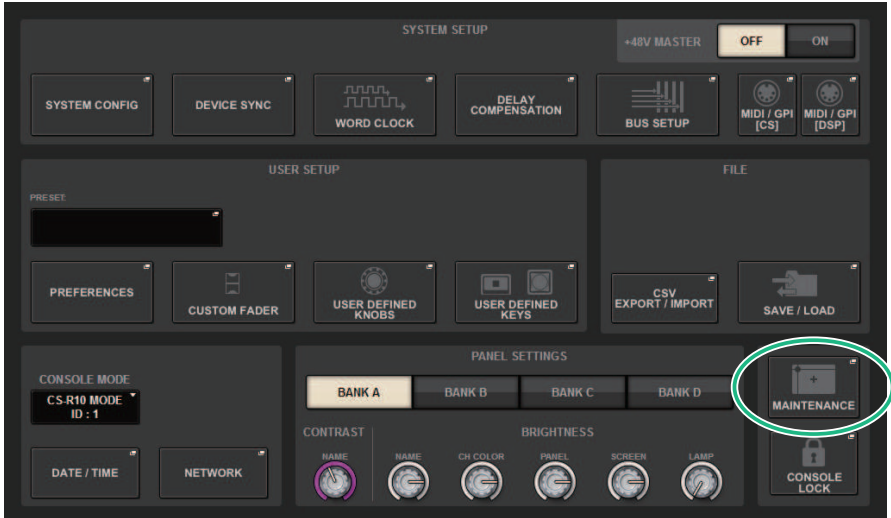 SYSTEM SETUP
+48V MASTER
OFF
ON
SYSTEM CONFIG
DEVICE SYNC
WORD CLOCK
DELAY
COMPENSATION
BUS SETUP
MIDI / GPI
[CS]
MIDI / GPI
[DSP]
USER SETUP
PRESET:
PREFERENCES
CUSTOM FADER
USER DEFINED
KNOBS
USER DEFINED
KEYS
FILE
CSV
EXPORT / IMPORT
SAVE / LOAD
CONSOLE MODE
CS-R10 MODE
ID : 1
DATE / TIME
NETWORK
PANEL SETTINGS
BANK A
BANK B
BANK C
BANK D
CONTRAST
BRIGHTNESS
NAME
NAME
CH COLOR
PANEL
SCREEN
LAMP
MAINTENANCE
CONSOLE
LOCK